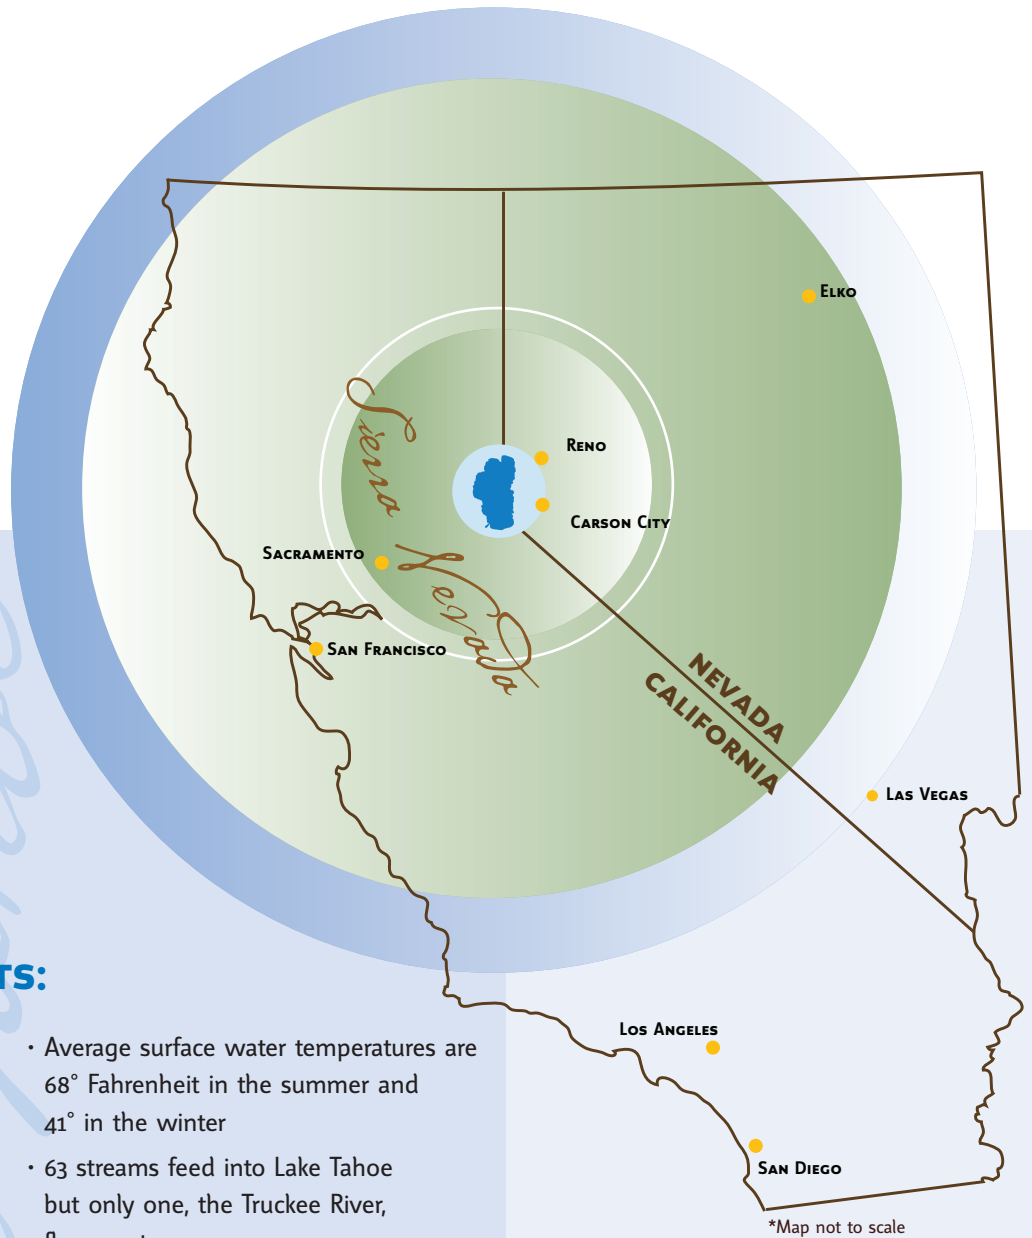 Elko
Reno
Sierra
Carson City
Sacramento
Nevada
San Francisco
NEVADA
CALIFORNIA
Las Vegas
TS:
Los Angeles
· Average surface water temperatures are
68° Fahrenheit in the summer and
41° in the winter
· 63 streams feed into Lake Tahoe
but only one, the Truckee River,
San Diego
*Map not to scale